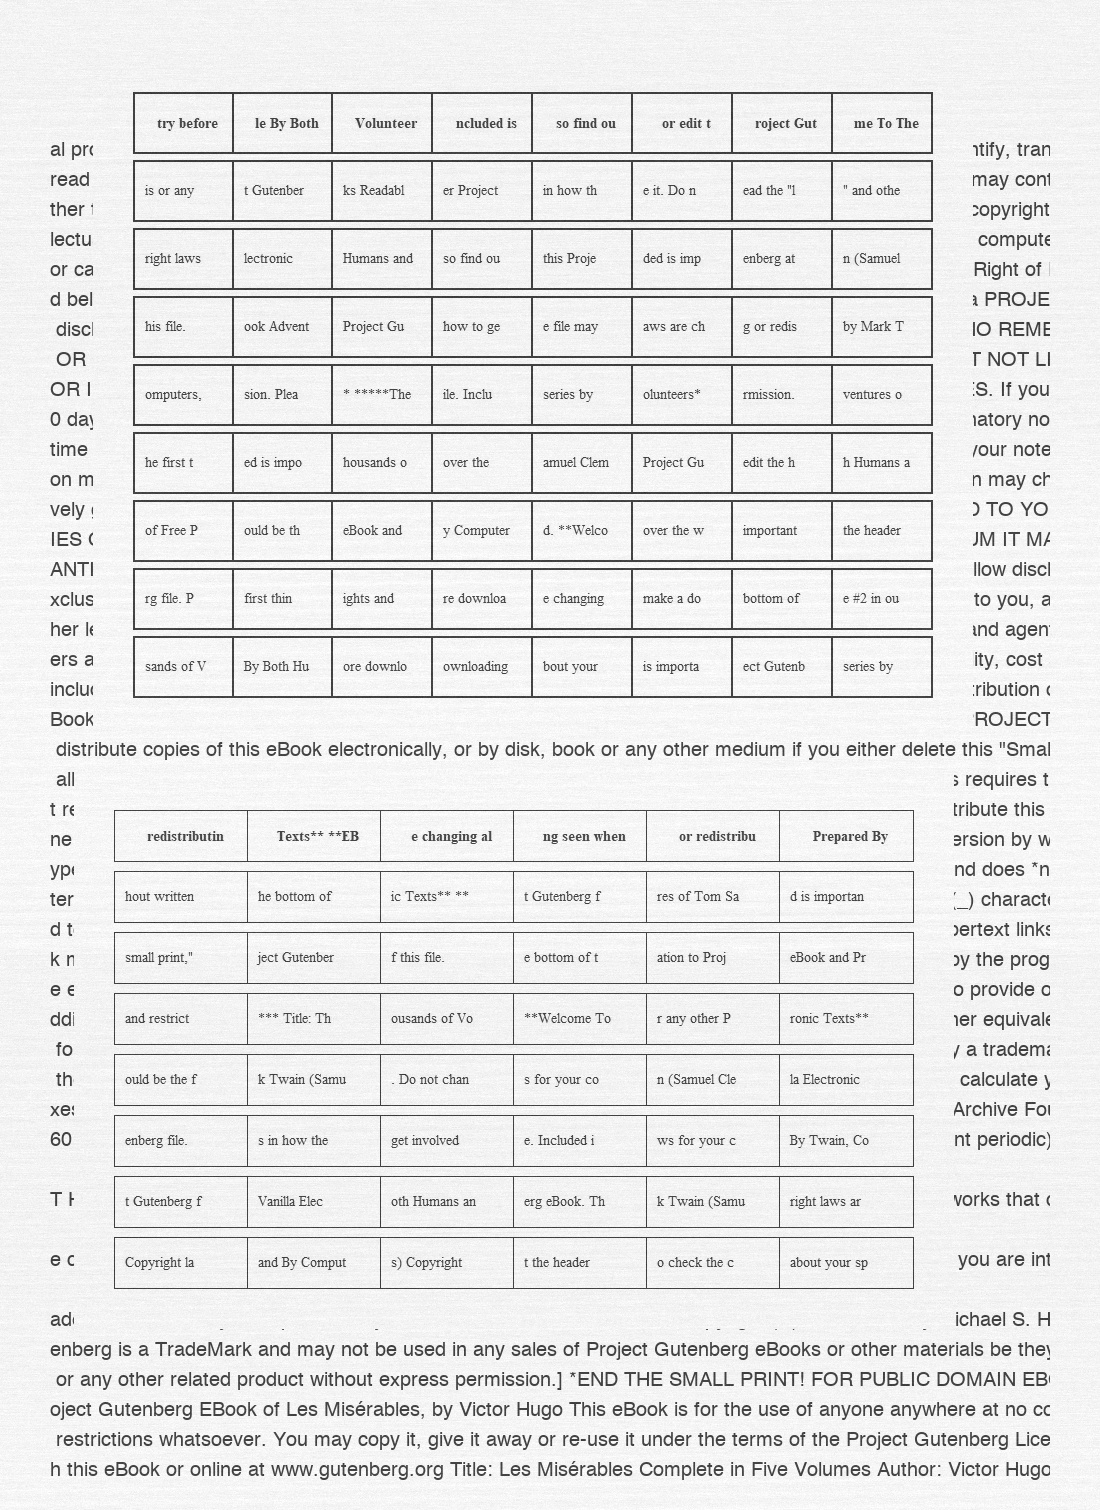 try before le By Both Volunteer ncluded is so find ou or edit t roject Gut me To The
al pro ntify, tran
read is or any t Gutenber ks Readabl er Project in how th e it. Do n ead the "l " and othe may cont
ther copyright
lectu compute
or ca right laws lectronic Humans and so find ou this Proje ded is imp enberg at n (Samuel Right of
d bel a PROJE
discl his file. ook Advent Project Gu how to ge e file may aws are ch g or redis by Mark T NO REME
OR T NOT LI
OR I omputers, sion. Plea * *****The ile. Inclu series by olunteers* rmission. ventures o ES. If you
0 day natory no
time he first t ed is impo housands o over the amuel Clem Project Gu edit the h h Humans a your note
on m n may ch
vely D TO YO
IES of Free P ould be th eBook and y Computer d. **Welco over the w important the header UM IT MA
ANTI llow discl
xclus rg file. P first thin ights and re downloa e changing make a do bottom of e #2 in ou to you, a
her le and agen
ers a sands of V By Both Hu ore downlo ownloading bout your is importa ect Gutenb series by ity, cost
includ tribution
Book PROJECT
distribute copies of this eBook electronically, or by disk, book or any other medium if you either delete this "Smal
all s requires t
t re tribute this
ne redistributin Texts** **EB e changing al ng seen when or redistribu Prepared By ersion by w
ype nd does *n
ter hout written he bottom of ic Texts** ** t Gutenberg f res of Tom Sa d is importan (_) characte
d to pertext links
k m small print," ject Gutenber f this file. e bottom of t ation to Proj eBook and Pr by the prog
e e o provide o
ddi and restrict *** Title: Th ousands of Vo **Welcome To r any other P ronic Texts** her equivale
fo y a tradema
th ould be the f k Twain (Samu . Do not chan s for your co n (Samuel Cle la Electronic calculate y
xes Archive Fou
60 enberg file. s in how the get involved e. Included i ws for your c By Twain, Co nt periodic)
T H t Gutenberg f Vanilla Elec oth Humans an erg eBook. Th k Twain (Samu right laws ar works that c
e c Copyright la and By Comput s) Copyright t the header o check the c about your sp you are int
add ichael S. H
enberg is a TradeMark and may not be used in any sales of Project Gutenberg eBooks or other materials be they
or any other related product without express permission.] *END THE SMALL PRINT! FOR PUBLIC DOMAIN EBO
oject Gutenberg EBook of Les Misérables, by Victor Hugo This eBook is for the use of anyone anywhere at no co
restrictions whatsoever. You may copy it, give it away or re-use it under the terms of the Project Gutenberg Lice
h this eBook or online at www.gutenberg.org Title: Les Misérables Complete in Five Volumes Author: Victor Hugo